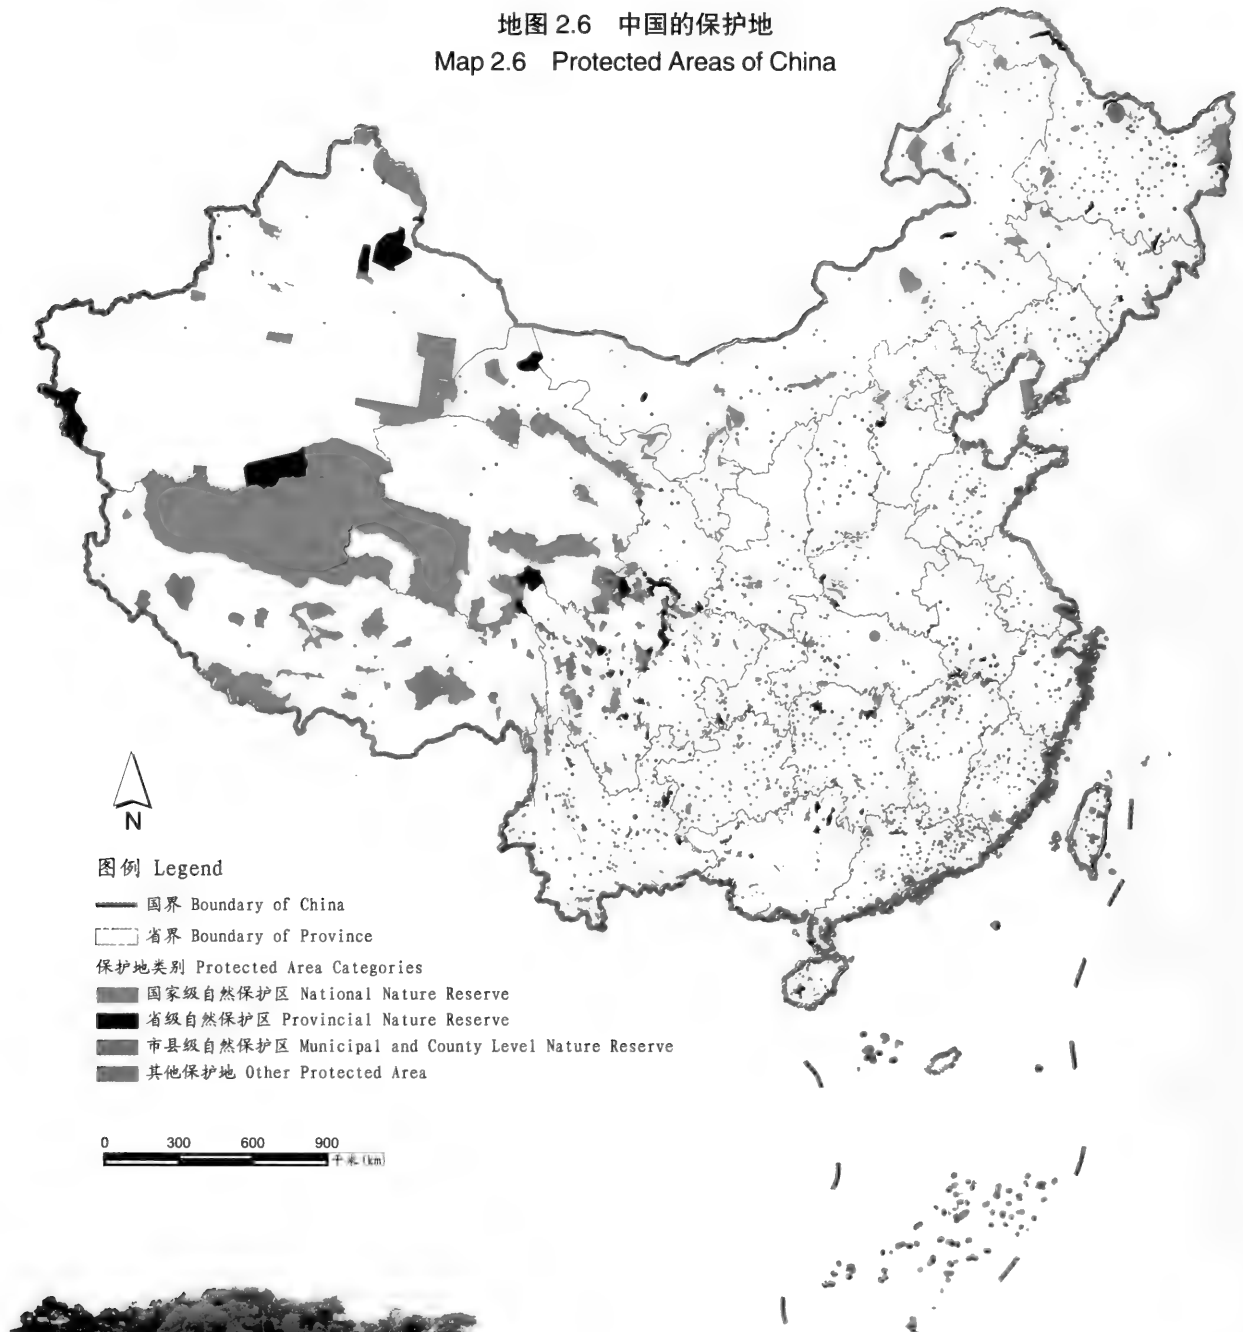 地图 2.6 中国的保护地
Map 2.6 Protected Areas of China
N
图例 Legend
国界 Boundary of China
省界 Boundary of Province
保护地类别 Protected Area Categories
国家级自然保护区 National Nature Reserve
省级自然保护区 Provincial Nature Reserve
市县级自然保护区 Municipal and County Level Nature Reserve
其他保护地 Other Protected Area
0 300 600 900
千米(km)